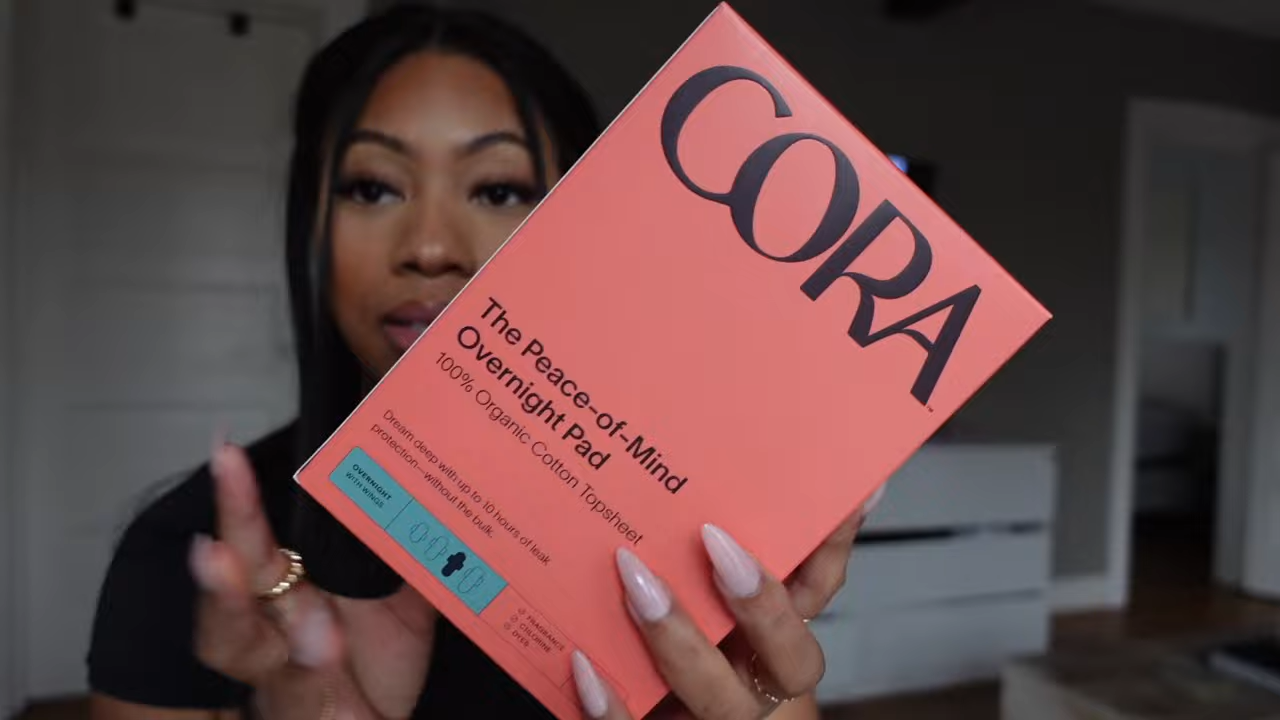 CORA™
The Peace-of-Mind
Overnight Pad
100% Organic Cotton Topsheet
Dream deep with up to 10 hours of leak
protection—without the bulk.
OVERNIGHT
WITH WINGS
FRAGRANCE
CHLORINE
DYES